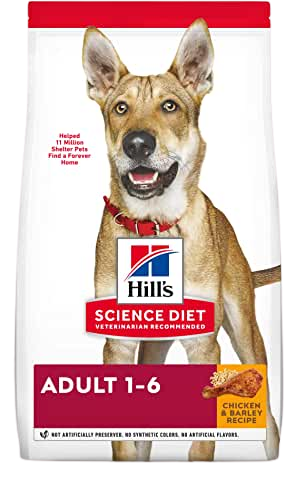 Helped
11 Million
Shelter Pets
Find a Forever
Home
Hill's
SCIENCE DIET
VETERINARIAN RECOMMENDED
ADULT 1-6
CHICKEN
& BARLEY
RECIPE
NOT ARTIFICIALLY PRESERVED. NO SYNTHETIC COLORS. NO ARTIFICIAL FLAVORS.